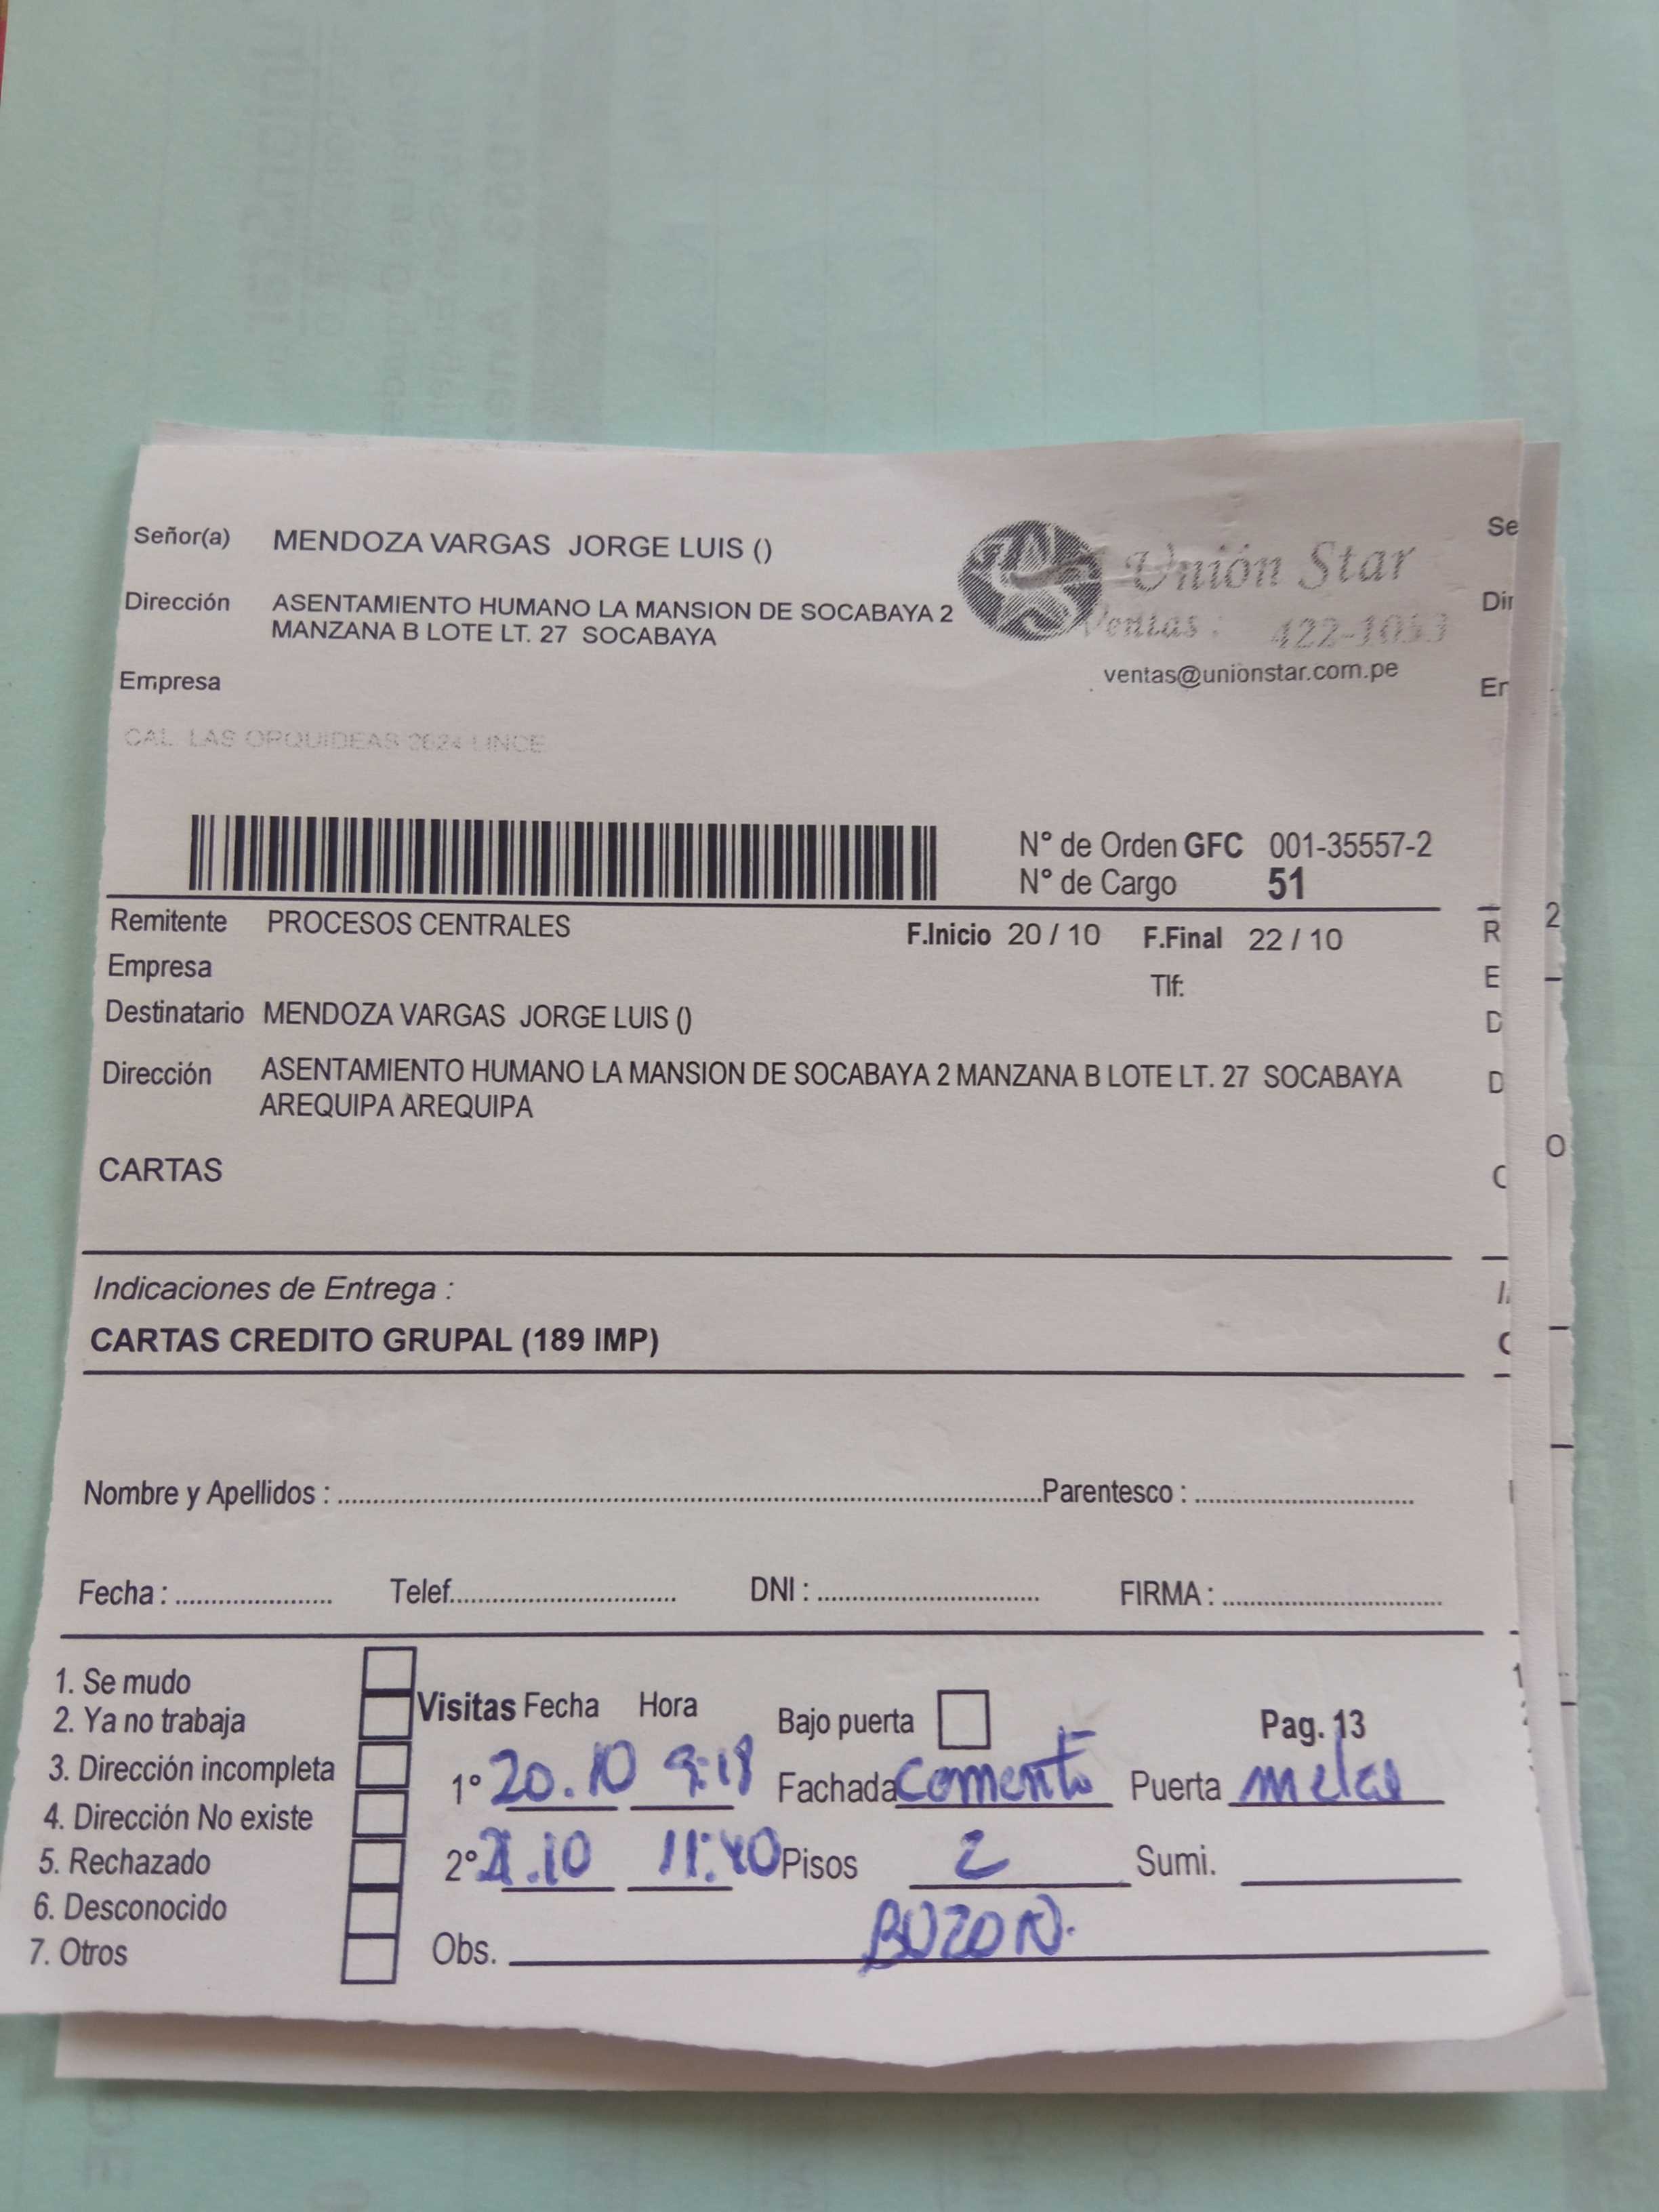 Señor(a) MENDOZA VARGAS JORGE LUIS ()
Unión Star
Dirección ASENTAMIENTO HUMANO LA MANSION DE SOCABAYA 2
MANZANA B LOTE LT. 27 SOCABAYA
Ventas : 422-1053
ventas@unionstar.com.pe
Empresa
CAL. LAS ORQUIDEAS 2624 LINCE
N° de Orden GFC 001-35557-2
N° de Cargo 51
Remitente PROCESOS CENTRALES F.Inicio 20 / 10 F.Final 22 / 10
Empresa Tlf:
Destinatario MENDOZA VARGAS JORGE LUIS ()
Dirección ASENTAMIENTO HUMANO LA MANSION DE SOCABAYA 2 MANZANA B LOTE LT. 27 SOCABAYA
AREQUIPA AREQUIPA
CARTAS
Indicaciones de Entrega :
CARTAS CREDITO GRUPAL (189 IMP)
Nombre y Apellidos : Parentesco :
Fecha : Telef. DNI : FIRMA :
1. Se mudo
2. Ya no trabaja
3. Dirección incompleta
4. Dirección No existe
5. Rechazado
6. Desconocido
7. Otros
Visitas Fecha Hora Bajo puerta Pag. 13
1° 20.10 9:18 Fachada Comento Puerta
2° 21.10 11:40 Pisos 2 Sumi.
Obs. BUZON.